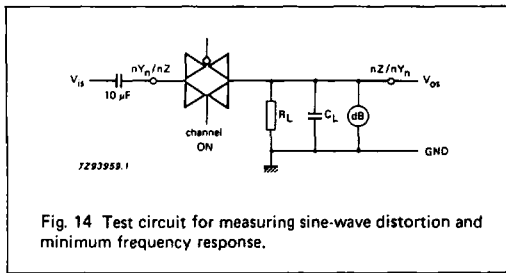 nYn/nZ
nZ/nYn
Vis
Vos
10 μF
RL
CL
dB
channel
ON
GND
7Z93959.1
Fig. 14 Test circuit for measuring sine-wave distortion and
minimum frequency response.